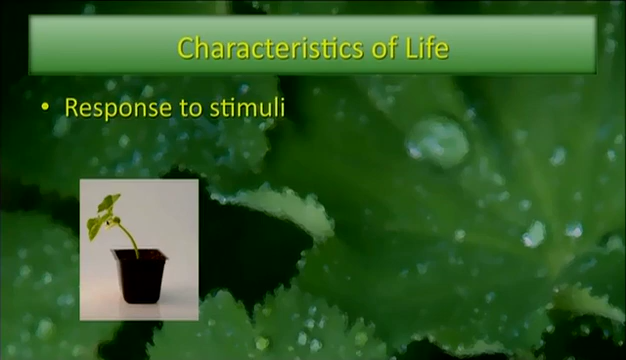 Characteristics of Life
• Response to stimuli